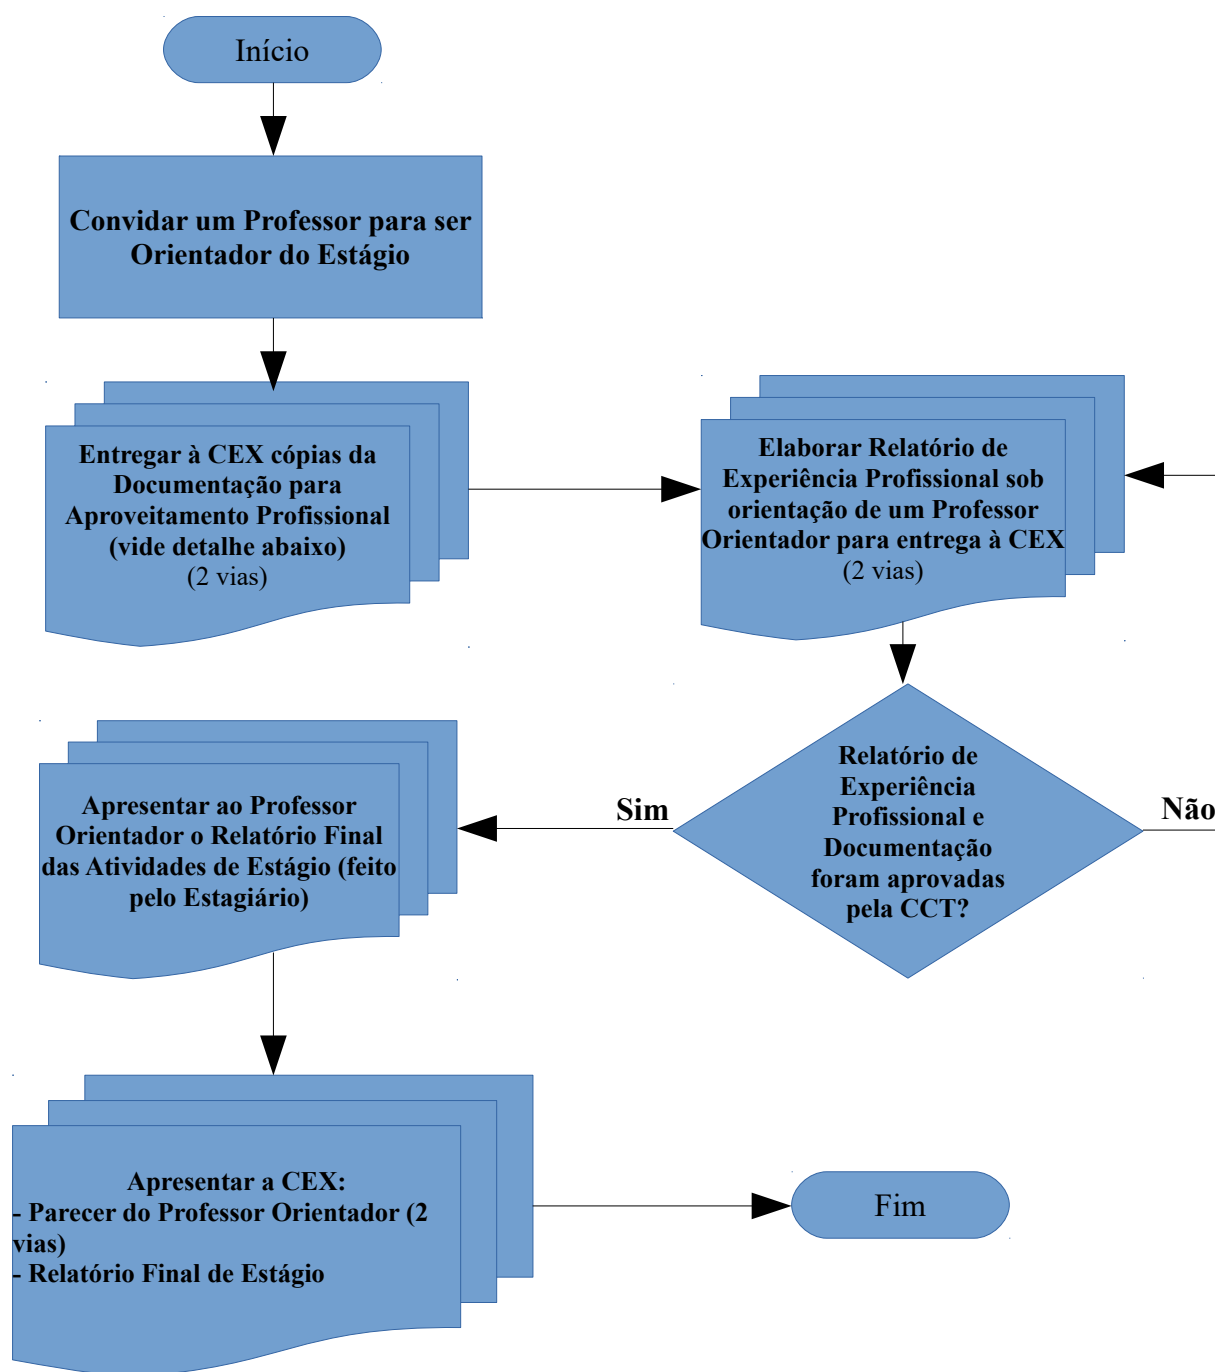 Início
Convidar um Professor para ser
Orientador do Estágio
Entregar à CEX cópias da
Documentação para
Aproveitamento Profissional
(vide detalhe abaixo)
(2 vias)
Elaborar Relatório de
Experiência Profissional sob
orientação de um Professor
Orientador para entrega à CEX
(2 vias)
Relatório de
Experiência
Profissional e
Documentação
foram aprovadas
pela CCT?
Sim
Não
Apresentar ao Professor
Orientador o Relatório Final
das Atividades de Estágio (feito
pelo Estagiário)
Apresentar a CEX:
- Parecer do Professor Orientador (2
vias)
- Relatório Final de Estágio
Fim